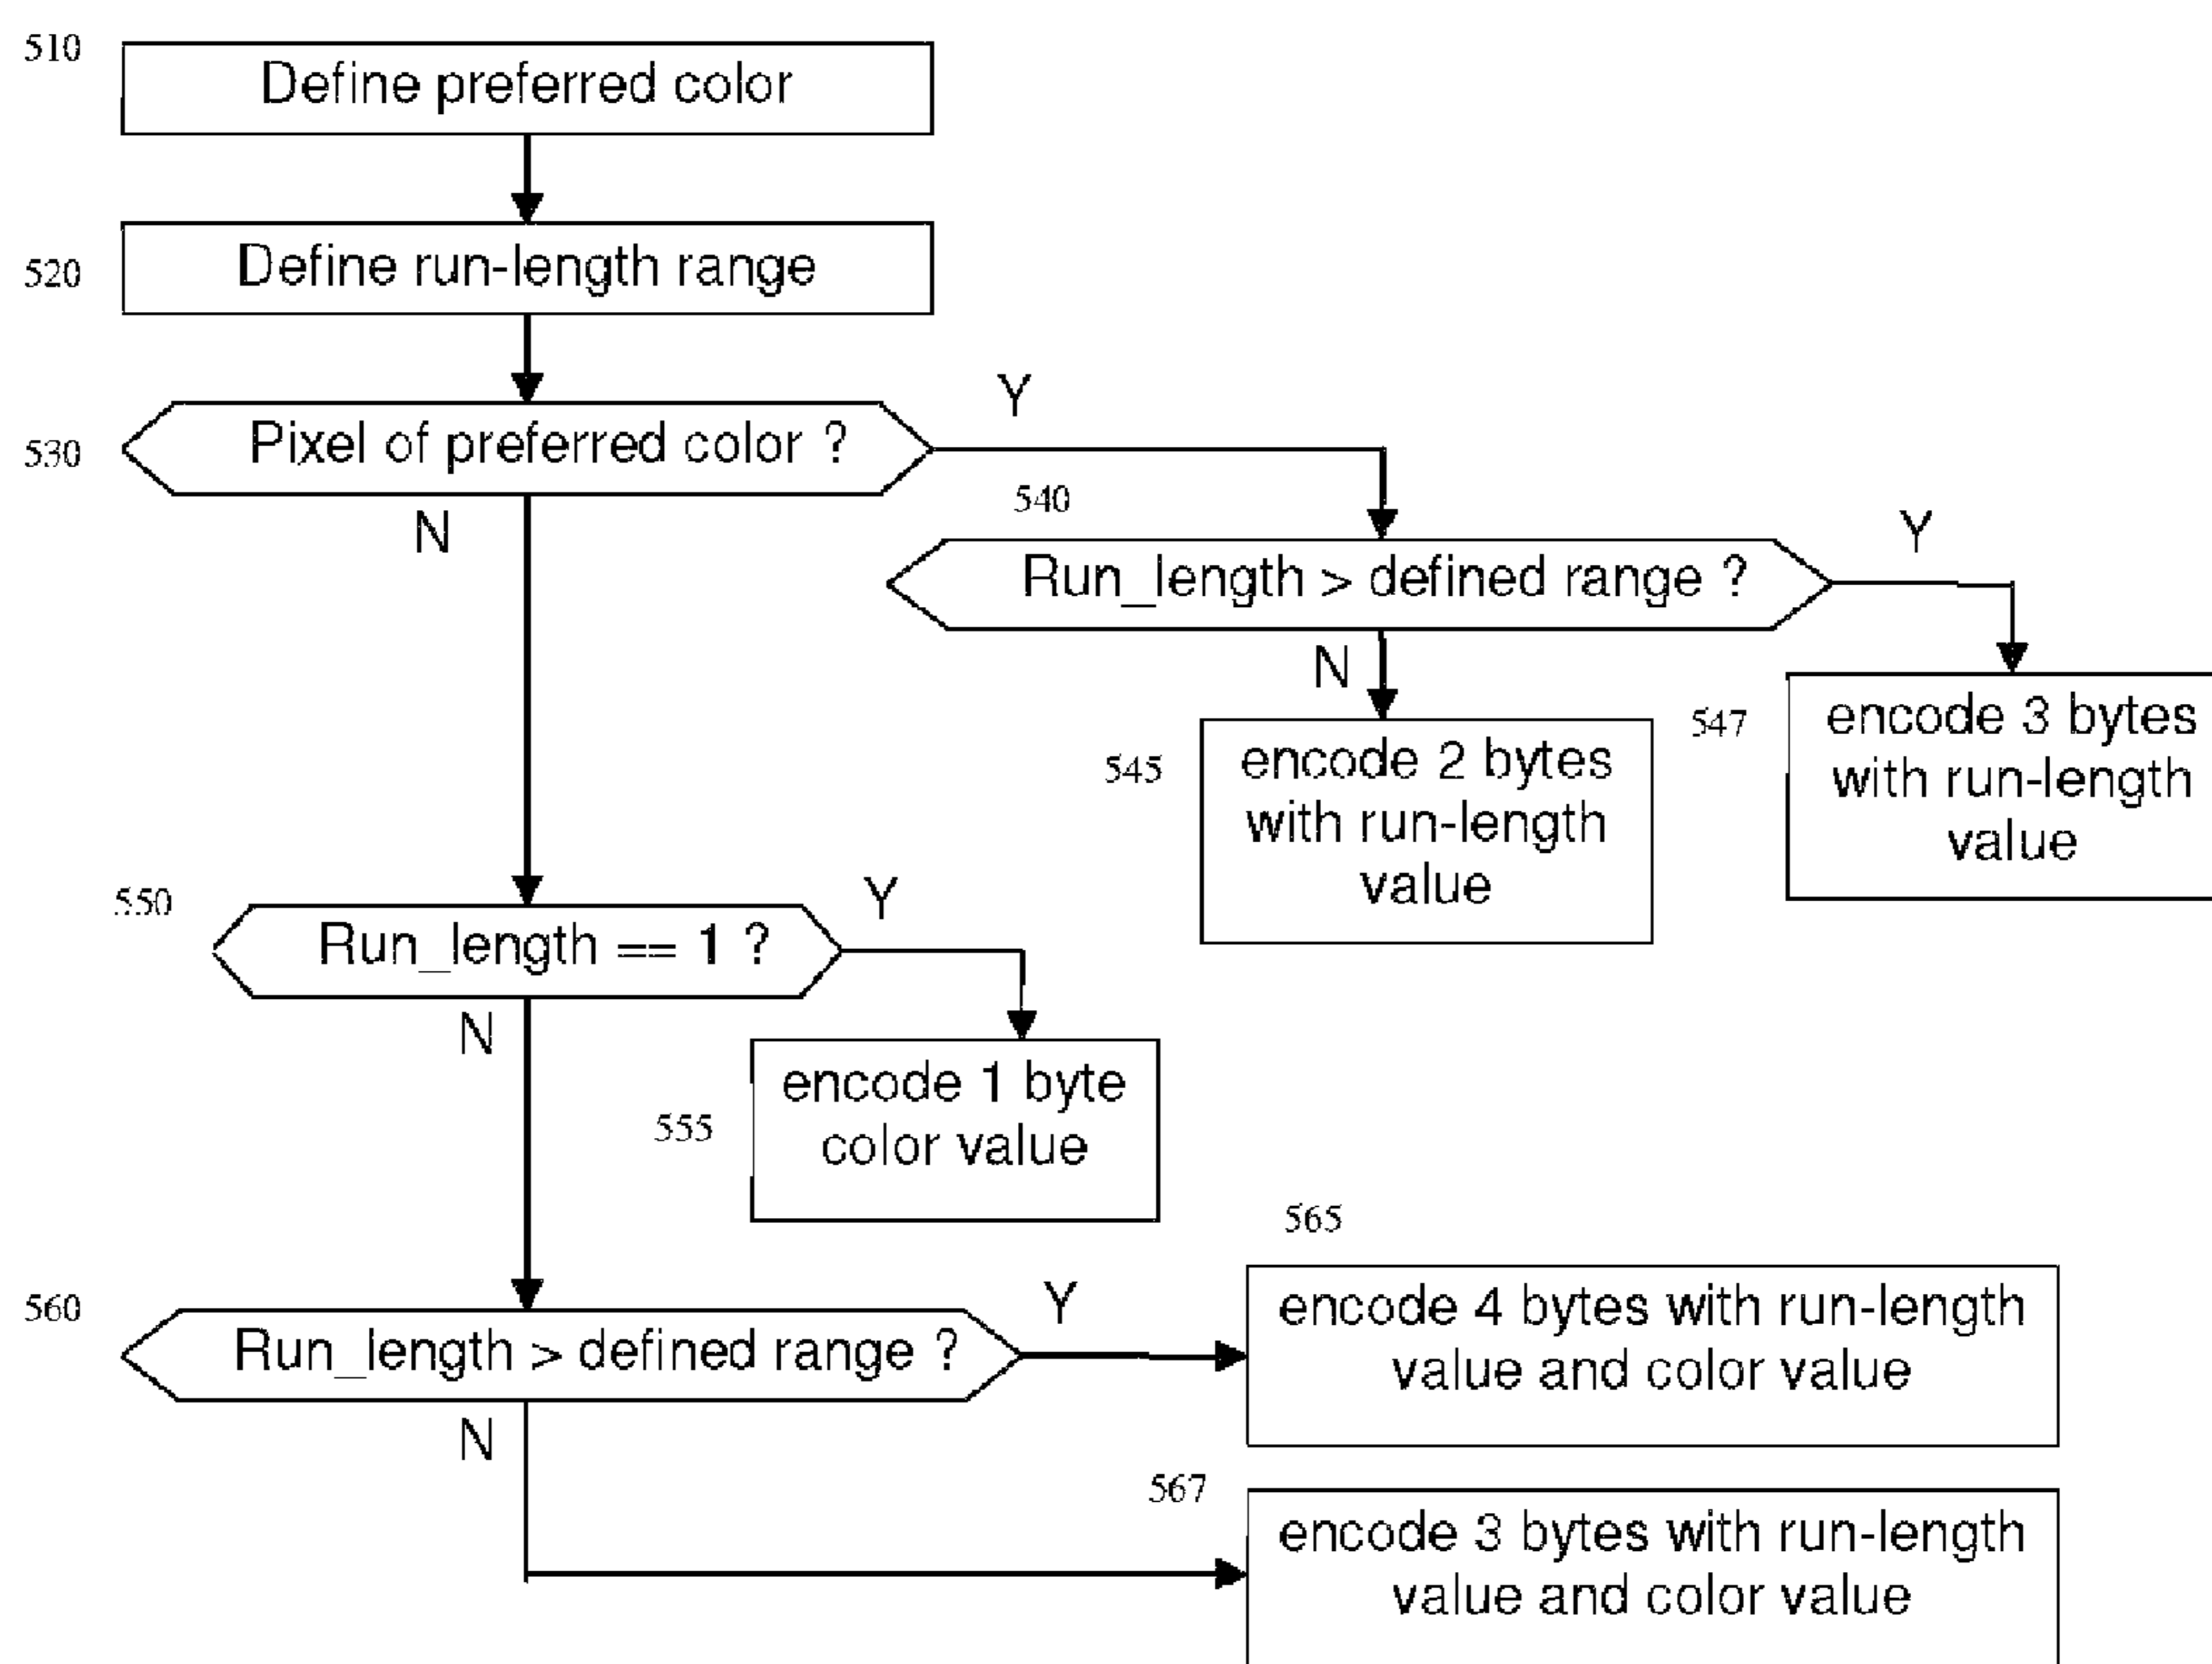 510
Define preferred color
520
Define run-length range
Y
530
Pixel of preferred color ?
540
N
Y
Run_length > defined range ?
N
547
encode 3 bytes
with run-length
value
545
encode 2 bytes
with run-length
value
550
Y
Run_length == 1 ?
N
555
encode 1 byte
color value
565
560
Y
Run_length > defined range ?
encode 4 bytes with run-length
value and color value
N
567
encode 3 bytes with run-length
value and color value